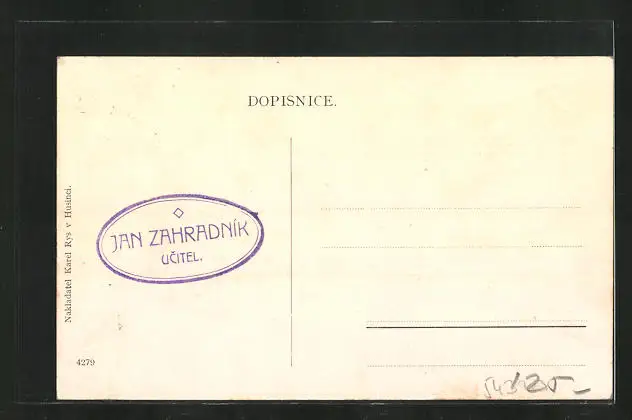 DOPISNICE.
Nakladatel Karel Rys v Husinci.
JAN ZAHRADNÍK
UČITEL.
4279